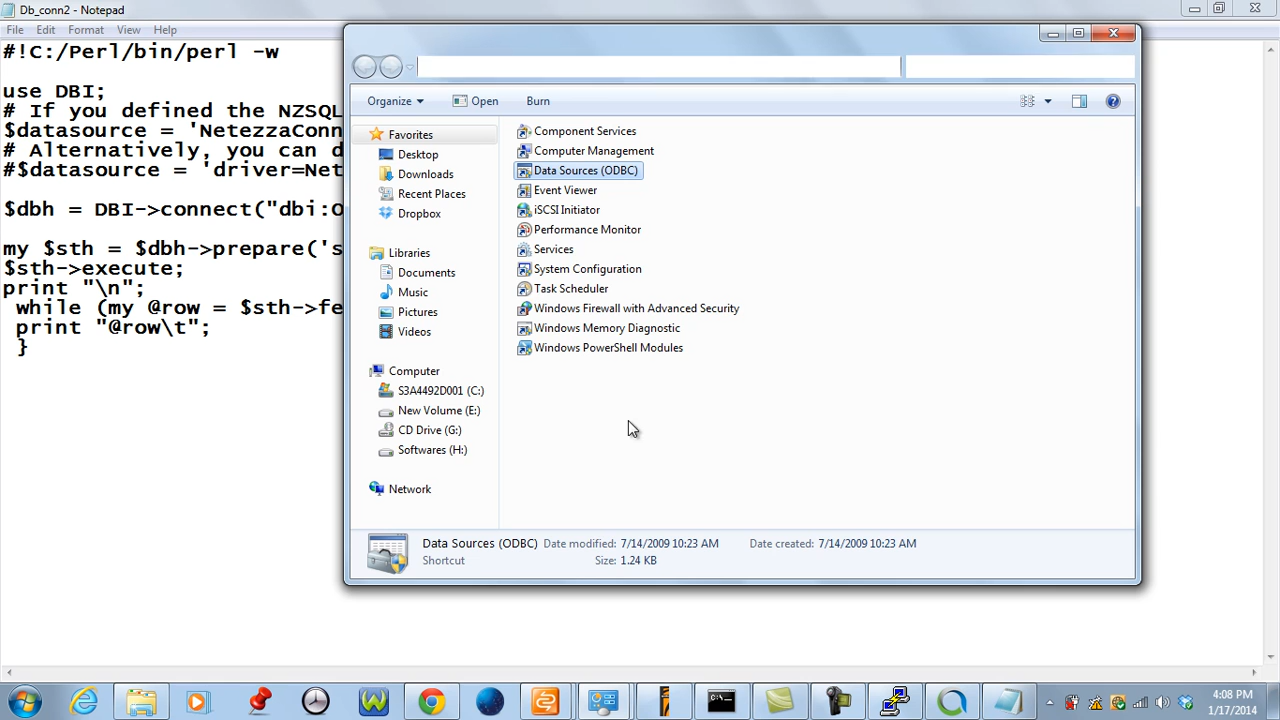 Db_conn2 - Notepad
File Edit Format View Help
#!C:/Perl/bin/perl -w
use DBI;
# If you defined the NZSQL
$datasource = 'NetezzaConn
# Alternatively, you can d
#$datasource = 'driver=Net
$dbh = DBI->connect("dbi:O
my $sth = $dbh->prepare('s
$sth->execute;
print "\n";
while (my @row = $sth->fe
print "@row\t";
}
Organize Open Burn
Favorites
Desktop
Downloads
Recent Places
Dropbox
Libraries
Documents
Music
Pictures
Videos
Computer
S3A4492D001 (C:)
New Volume (E:)
CD Drive (G:)
Softwares (H:)
Network
Component Services
Computer Management
Data Sources (ODBC)
Event Viewer
iSCSI Initiator
Performance Monitor
Services
System Configuration
Task Scheduler
Windows Firewall with Advanced Security
Windows Memory Diagnostic
Windows PowerShell Modules
Data Sources (ODBC) Date modified: 7/14/2009 10:23 AM Date created: 7/14/2009 10:23 AM
Shortcut Size: 1.24 KB
4:08 PM
1/17/2014